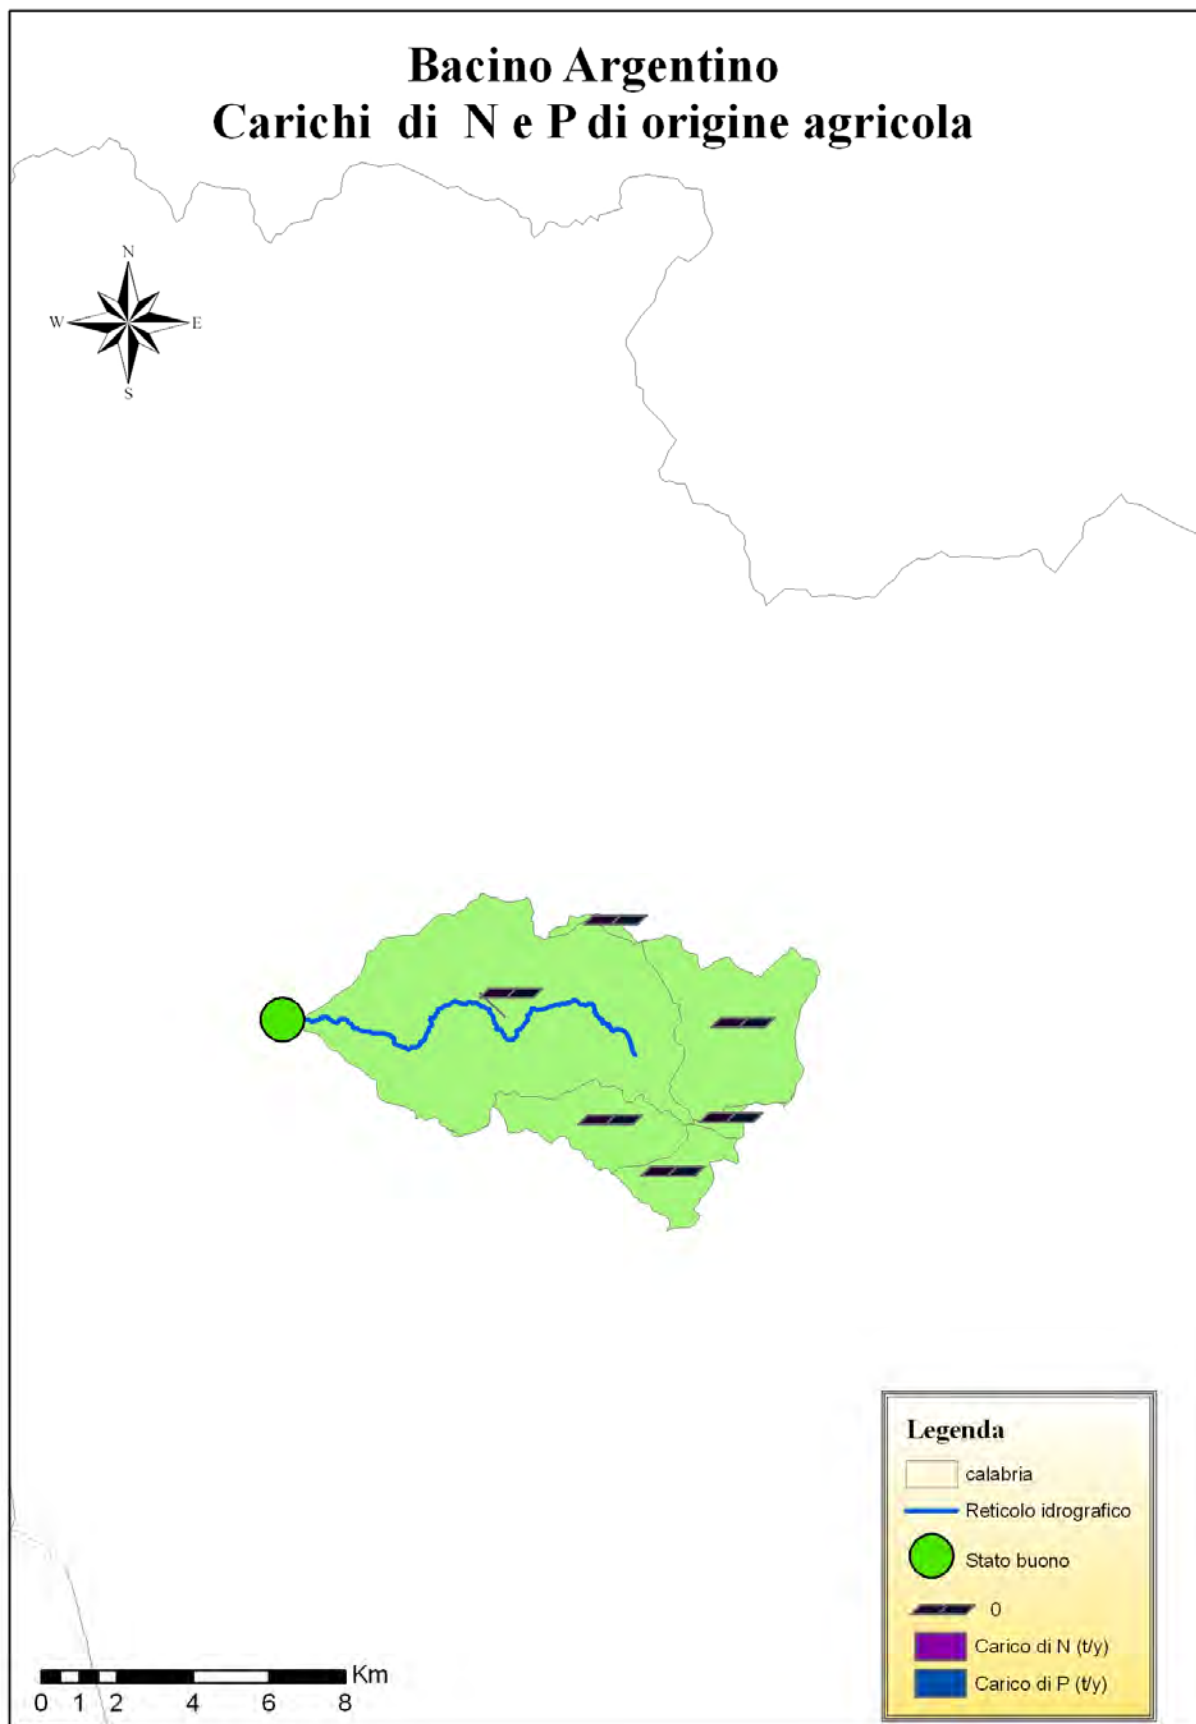 Bacino Argentino
Carichi di N e P di origine agricola
N
W
E
S
Legenda
calabria
Reticolo idrografico
Stato buono
0
Carico di N (t/y)
Carico di P (t/y)
Km
0 1 2 4 6 8